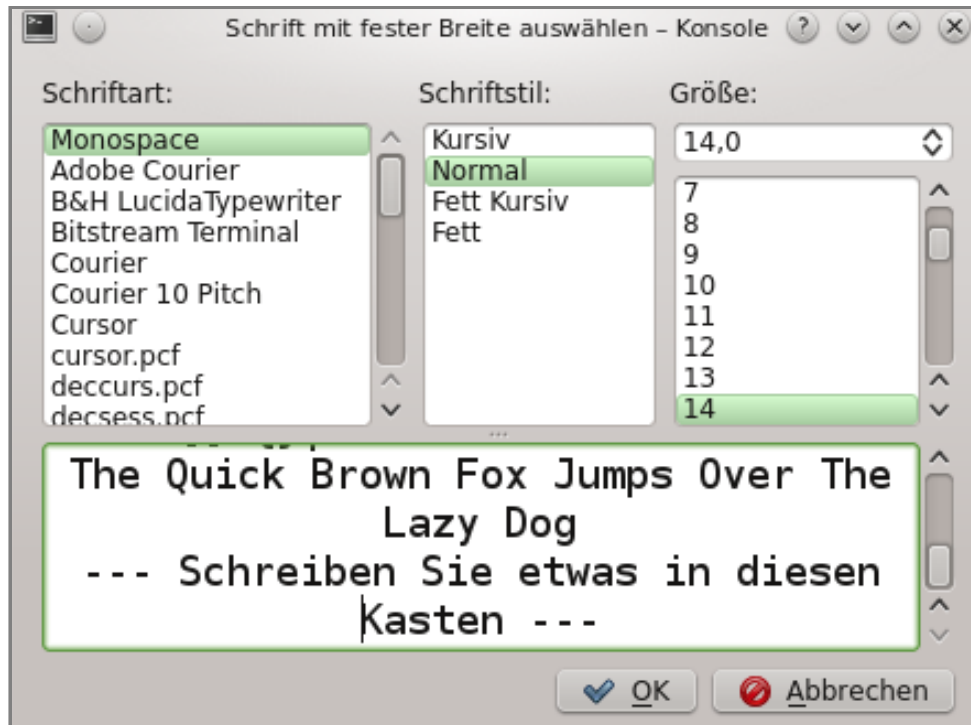 Schrift mit fester Breite auswählen – Konsole
Schriftart:
Schriftstil:
Größe:
Monospace
Adobe Courier
B&H LucidaTypewriter
Bitstream Terminal
Courier
Courier 10 Pitch
Cursor
cursor.pcf
deccurs.pcf
decsess.pcf
Kursiv
Normal
Fett Kursiv
Fett
14,0
7
8
9
10
11
12
13
14
The Quick Brown Fox Jumps Over The
Lazy Dog
--- Schreiben Sie etwas in diesen
Kasten ---
OK
Abbrechen